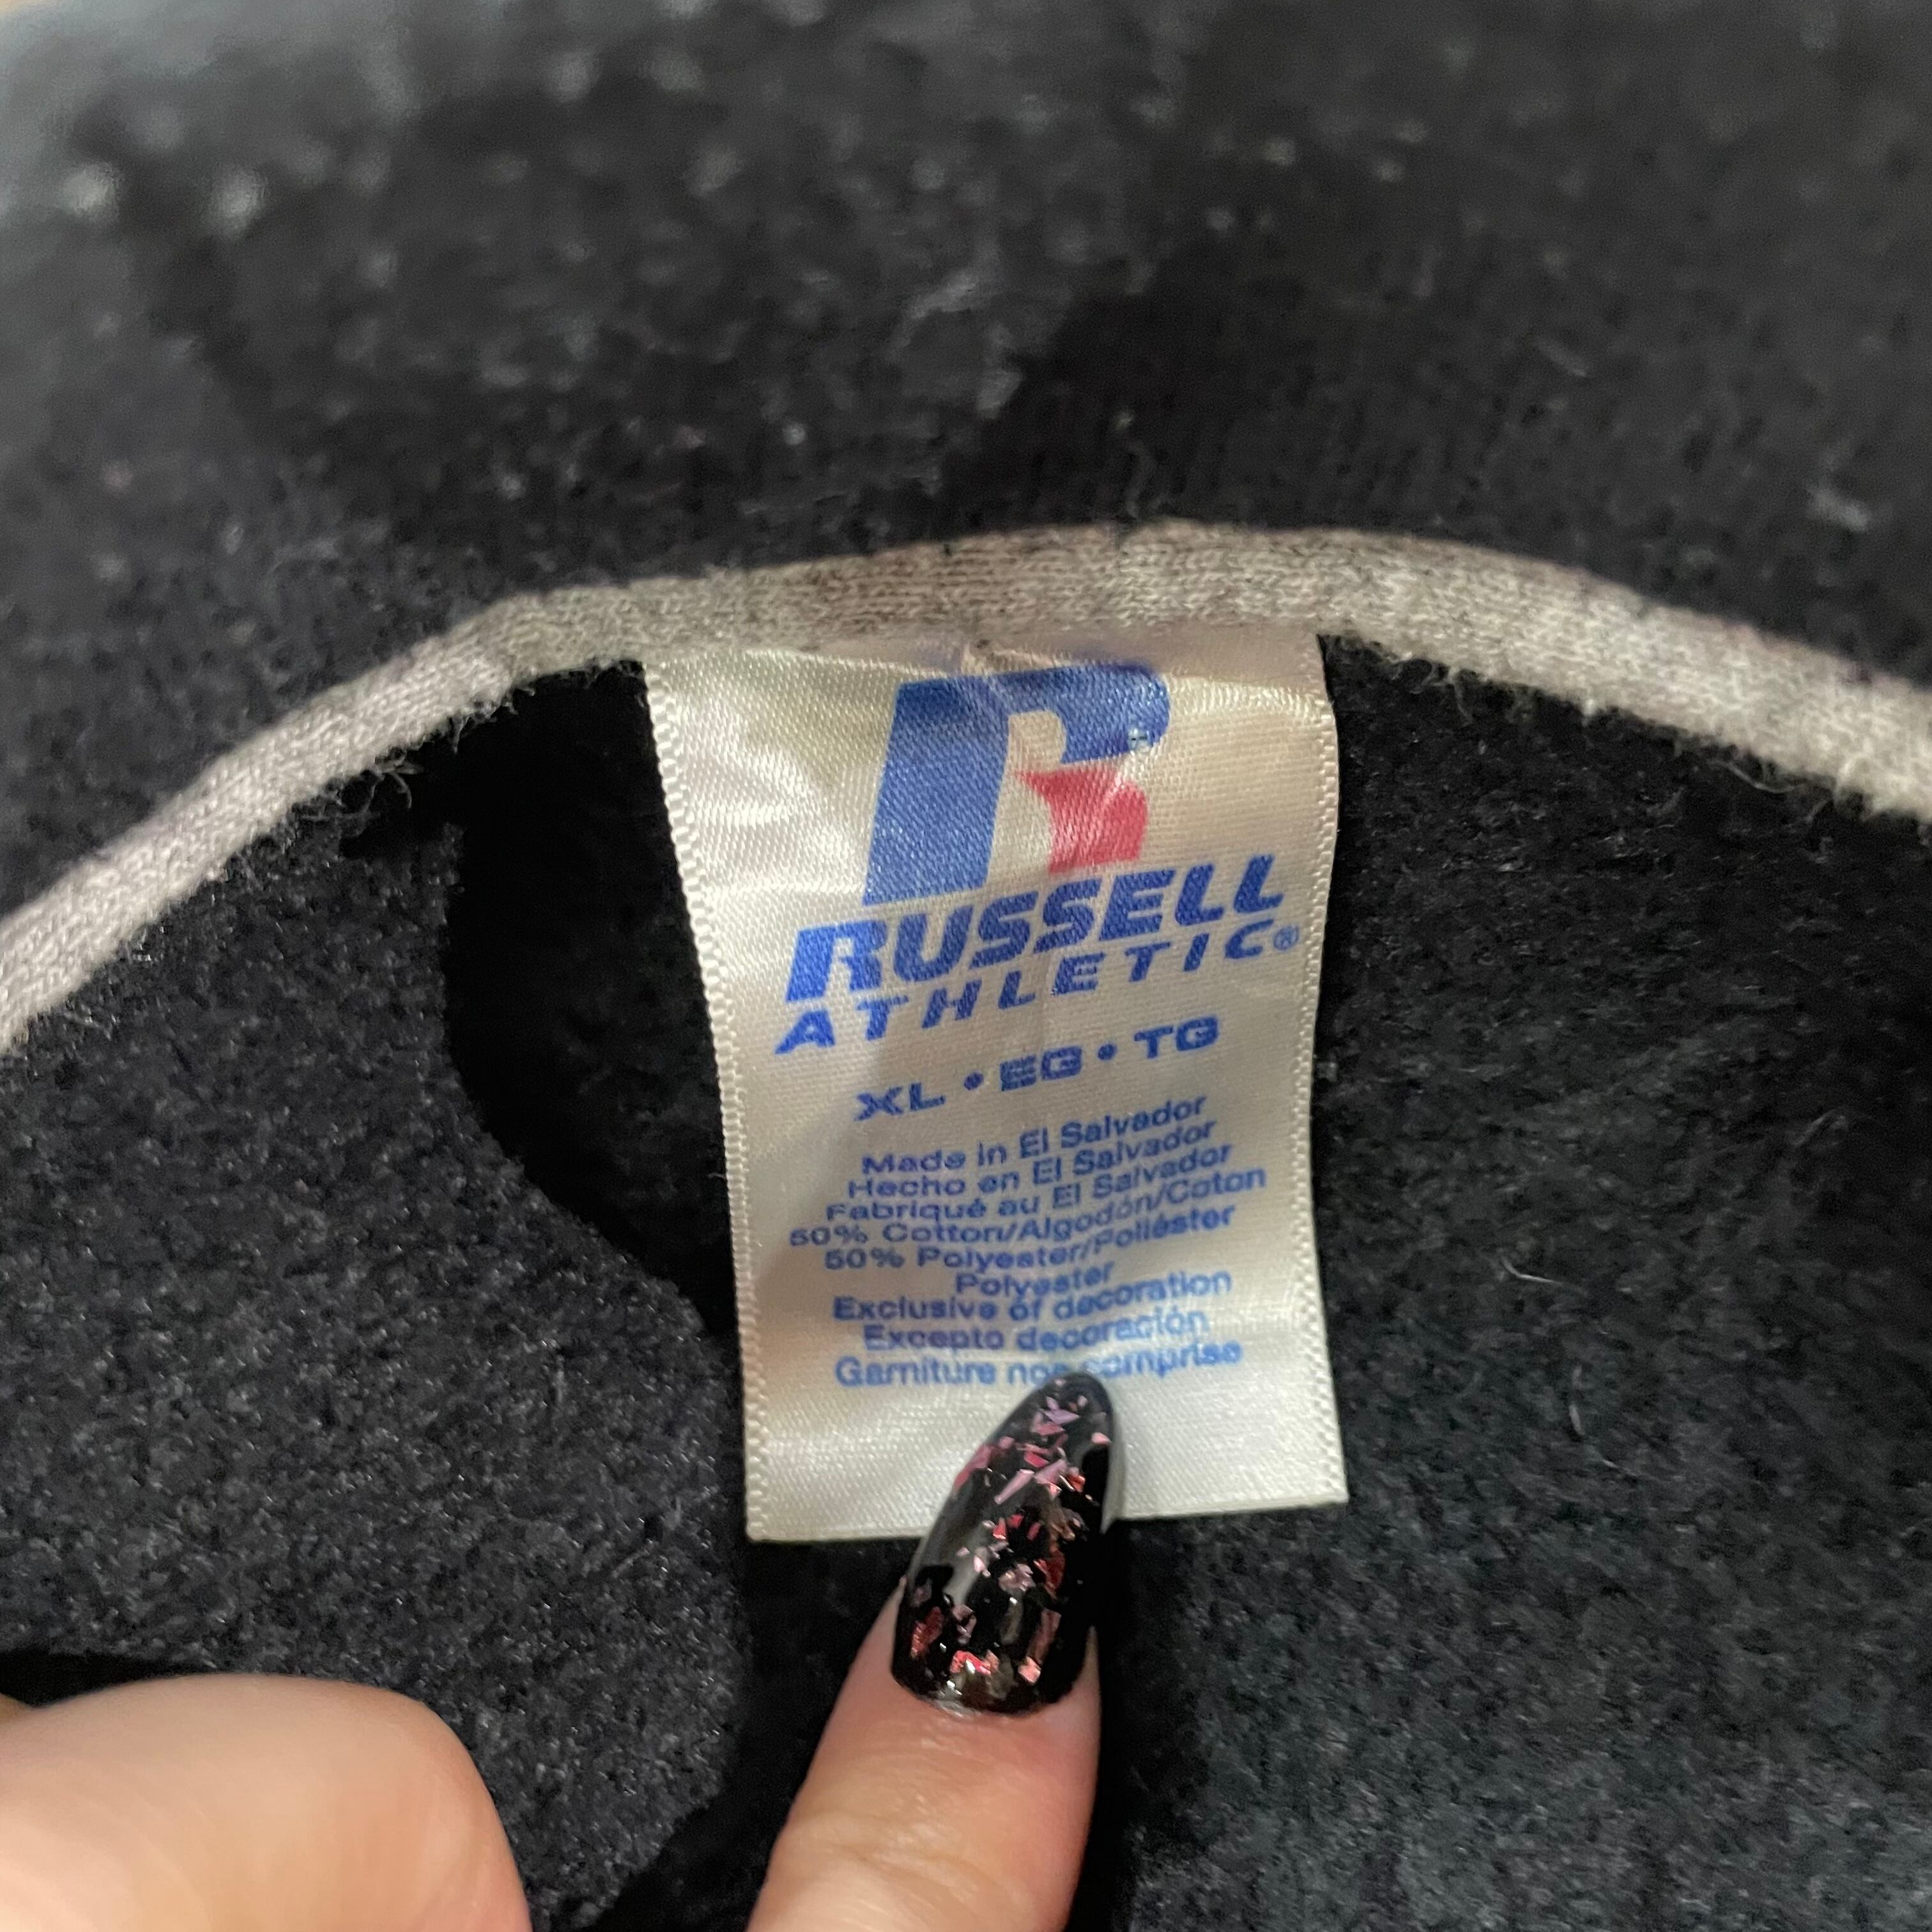 R
RUSSELL
ATHLETIC®
XL • EG • TG
Made in El Salvador
Hecho en El Salvador
Fabriqué au El Salvador
50% Cotton/Algodón/Coton
50% Polyester/Poliéster
Polyester
Exclusive of decoration
Excepto decoración
Garniture non comprise